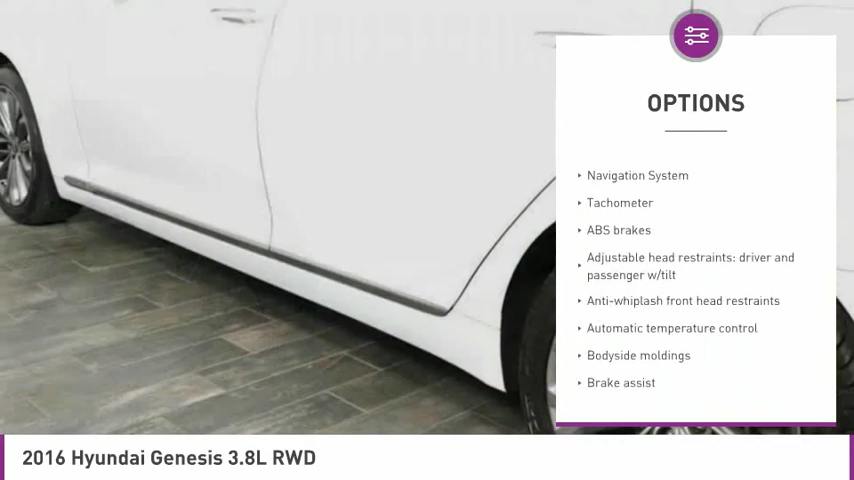 OPTIONS
Navigation System
Tachometer
ABS brakes
Adjustable head restraints: driver and
passenger w/tilt
Anti-whiplash front head restraints
Automatic temperature control
Bodyside moldings
Brake assist
2016 Hyundai Genesis 3.8L RWD